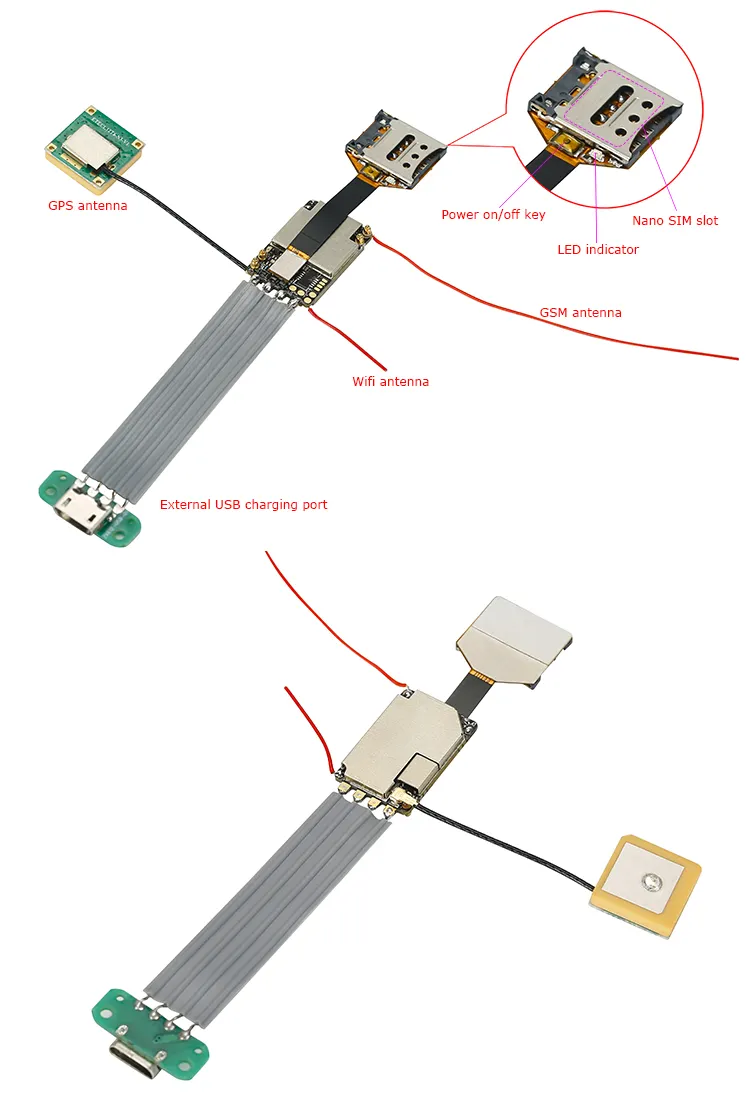 GPS antenna
Power on/off key
Nano SIM slot
LED indicator
GSM antenna
Wifi antenna
External USB charging port